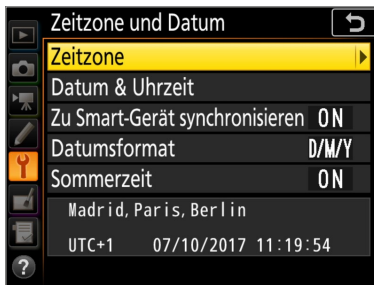 Zeitzone und Datum
Zeitzone
Datum & Uhrzeit
Zu Smart-Gerät synchronisieren ON
Datumsformat D/M/Y
Sommerzeit ON
Madrid, Paris, Berlin
UTC+1 07/10/2017 11:19:54
?